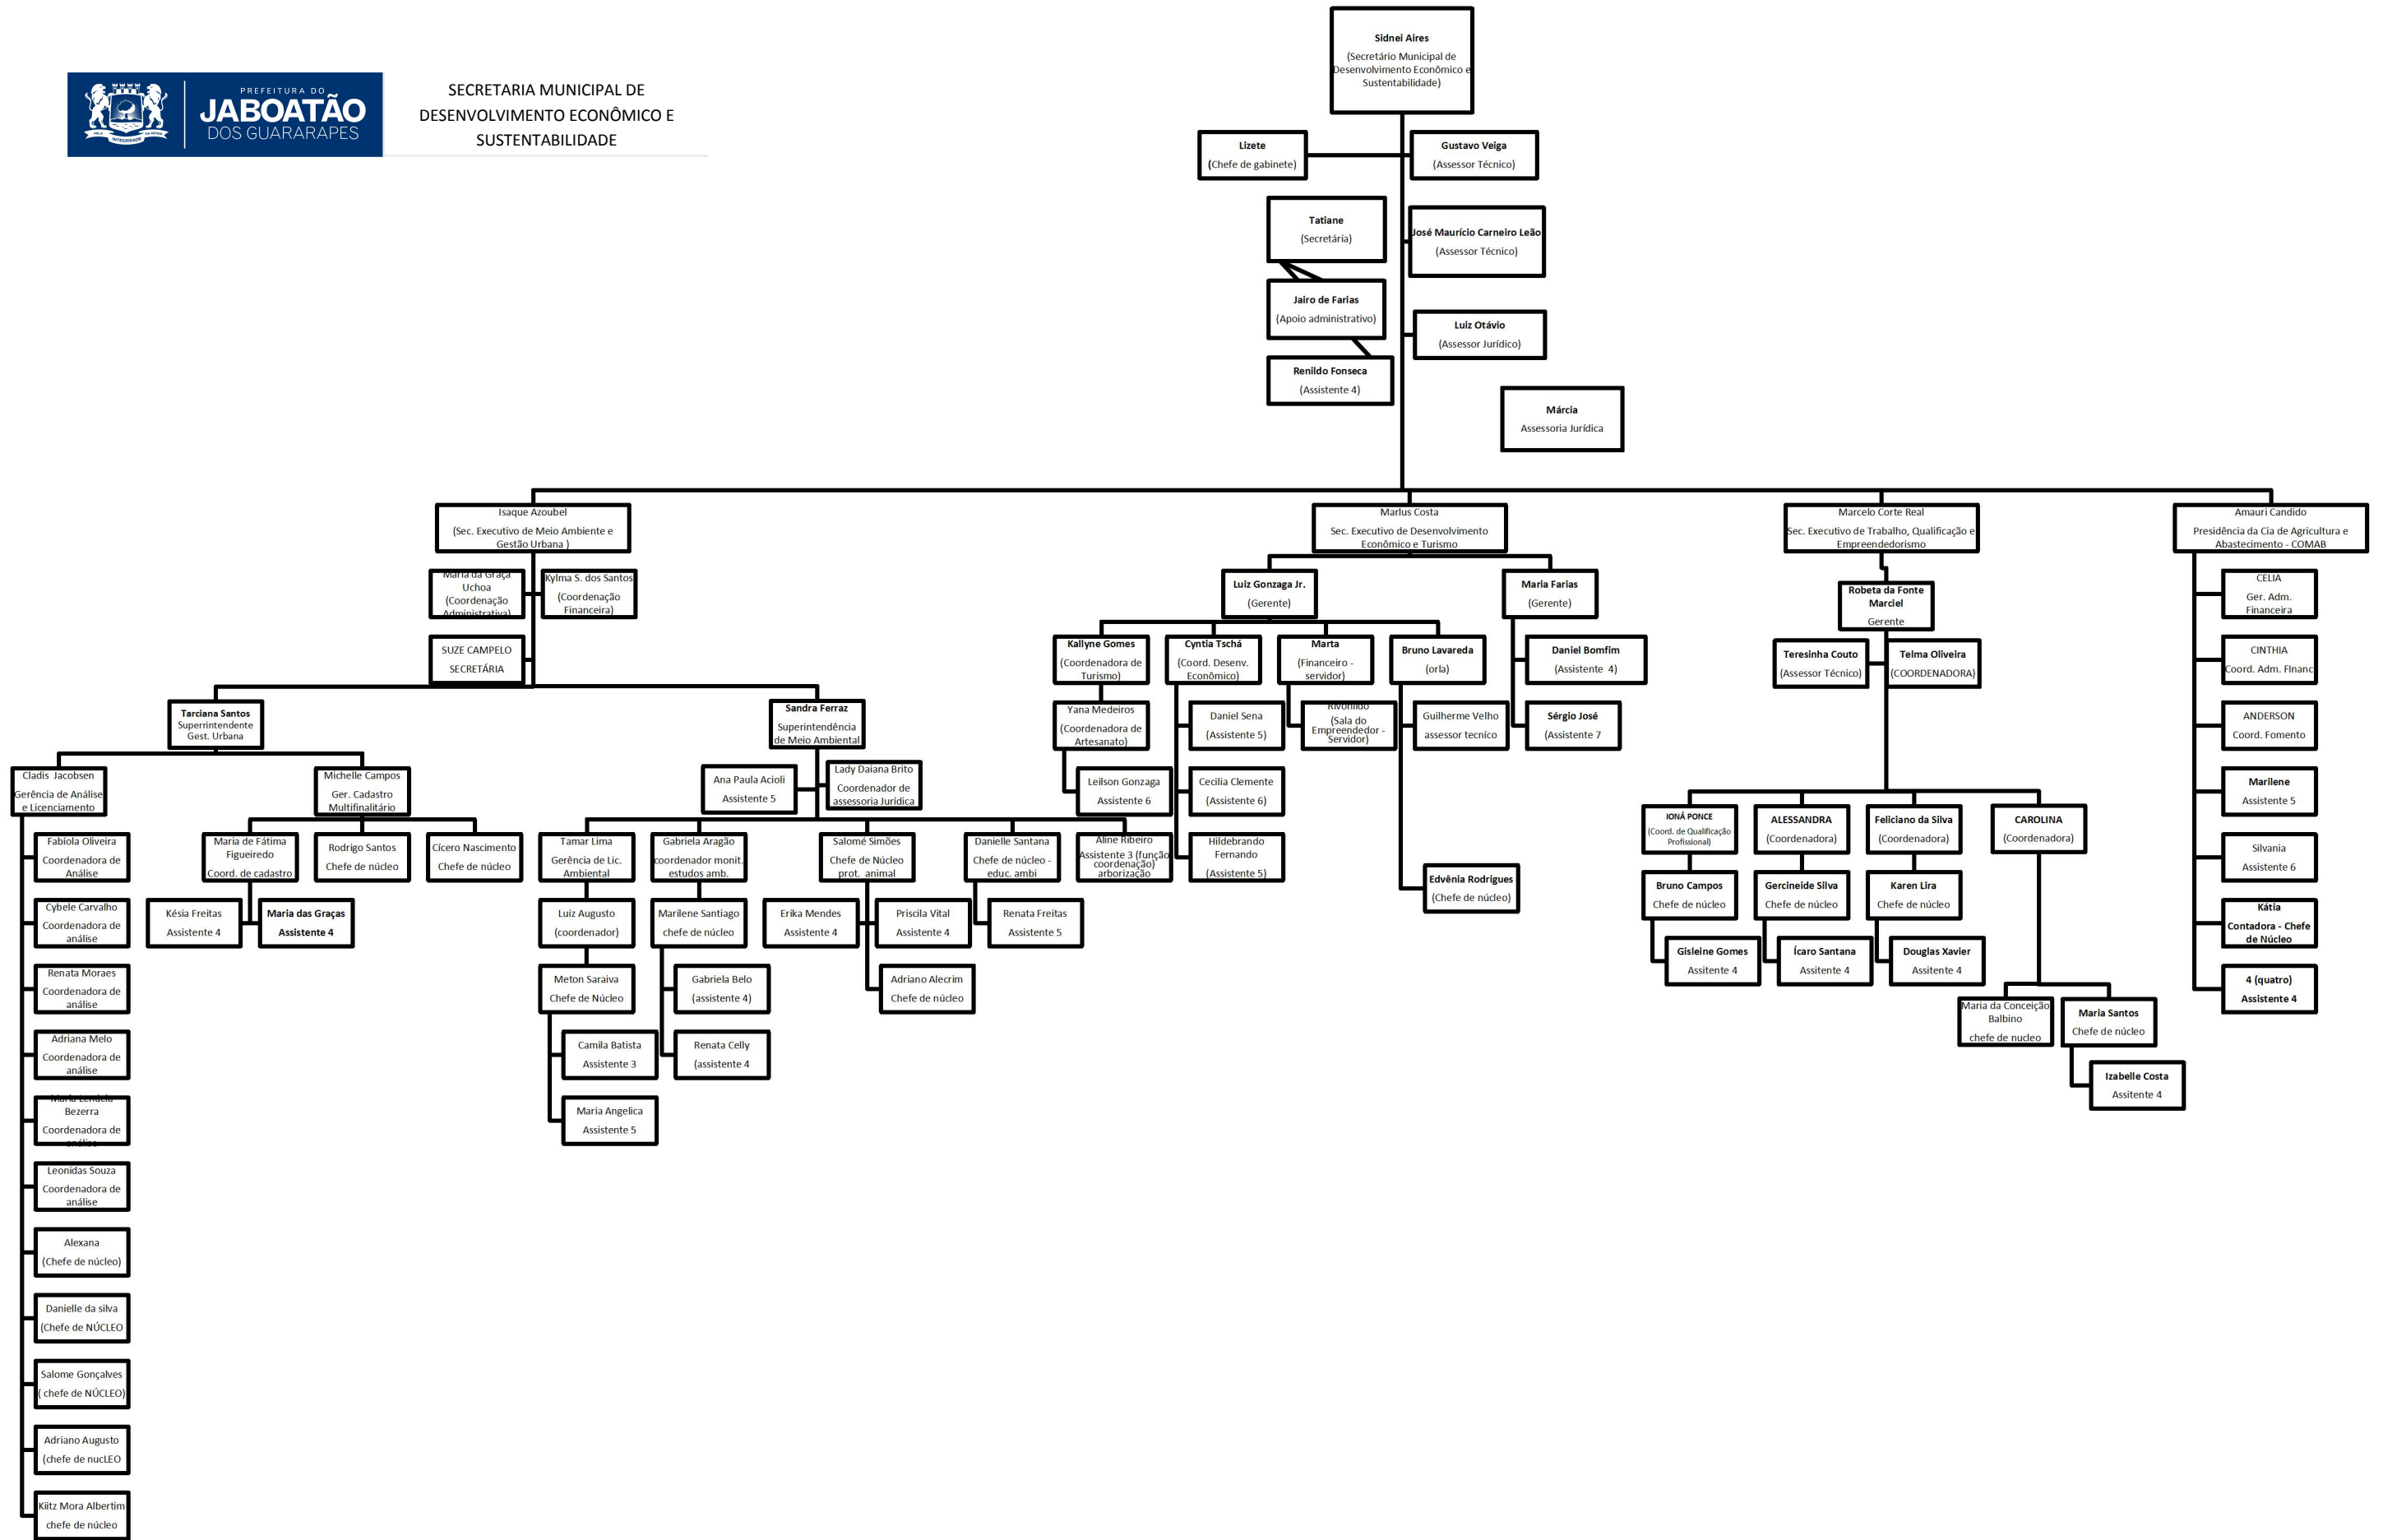 PREFEITURA DO
JABOATÃO
DOS GUARARAPES
PELA
INTEGRIDADE
DA PÁTRIA
SECRETARIA MUNICIPAL DE
DESENVOLVIMENTO ECONÔMICO E
SUSTENTABILIDADE
Sidnei Aires
(Secretário Municipal de
Desenvolvimento Econômico e
Sustentabilidade)
Lizete
(Chefe de gabinete)
Gustavo Veiga
(Assessor Técnico)
Tatiane
(Secretária)
José Maurício Carneiro Leão
(Assessor Técnico)
Jairo de Farias
(Apoio administrativo)
Luiz Otávio
(Assessor Jurídico)
Renildo Fonseca
(Assistente 4)
Márcia
Assessoria Jurídica
Isaque Azoubel
(Sec. Executivo de Meio Ambiente e
Gestão Urbana )
Marlus Costa
Sec. Executivo de Desenvolvimento
Econômico e Turismo
Marcelo Corte Real
Sec. Executivo de Trabalho, Qualificação e
Empreendedorismo
Amauri Candido
Presidência da Cia de Agricultura e
Abastecimento - COMAB
Maria da Graça
Uchoa
(Coordenação
Administrativa)
Kylma S. dos Santos
(Coordenação
Financeira)
SUZE CAMPELO
SECRETÁRIA
Tarciana Santos
Superrintendente
Gest. Urbana
Sandra Ferraz
Superintendência
de Meio Ambiental
Cladis  Jacobsen
Gerência de Análise
e Licenciamento
Michelle Campos
Ger. Cadastro
Multifinalitário
Ana Paula Acioli
Assistente 5
Lady Daiana Brito
Coordenador de
assessoria Jurídica
Fabíola Oliveira
Coordenadora de
Análise
Cybele Carvalho
Coordenadora de
análise
Renata Moraes
Coordenadora de
análise
Adriana Melo
Coordenadora de
análise
Maria
Bezerra
Coordenadora de
análise
Leonidas Souza
Coordenadora de
análise
Alexana
(Chefe de núcleo)
Danielle da silva
(Chefe de NÚCLEO
Salome Gonçalves
( chefe de NÚCLEO)
Adriano Augusto
(chefe de nucLEO
Kiitz Mora Albertim
chefe de núcleo
Maria de Fátima
Figueiredo
Coord. de cadastro
Rodrigo Santos
Chefe de núcleo
Cícero Nascimento
Chefe de núcleo
Késia Freitas
Assistente 4
Maria das Graças
Assistente 4
Tamar Lima
Gerência de Lic.
Ambiental
Gabriela Aragão
coordenador monit.
estudos amb.
Salomé Simões
Chefe de Núcleo
prot.  animal
Danielle Santana
Chefe de núcleo -
educ. ambi
Aline Ribeiro
Assistente 3 (função
coordenação)
arborização
Luiz Augusto
(coordenador)
Marilene Santiago
chefe de núcleo
Erika Mendes
Assistente 4
Priscila Vital
Assistente 4
Renata Freitas
Assistente 5
Meton Saraiva
Chefe de Núcleo
Gabriela Belo
(assistente 4)
Adriano Alecrim
Chefe de núcleo
Camila Batista
Assistente 3
Renata Celly
(assistente 4
Maria Angelica
Assistente 5
Luiz Gonzaga Jr.
(Gerente)
Maria Farias
(Gerente)
Kallyne Gomes
(Coordenadora de
Turismo)
Cyntia Tschá
(Coord. Desenv.
Econômico)
Marta
(Financeiro -
servidor)
Bruno Lavareda
(orla)
Daniel Bomfim
(Assistente  4)
Yana Medeiros
(Coordenadora de
Artesanato)
Daniel Sena
(Assistente 5)
Rivonildo
(Sala do
Empreendedor -
Servidor)
Guilherme Velho
assessor tecníco
Sérgio José
(Assistente 7
Leilson Gonzaga
Assistente 6
Cecilia Clemente
(Assistente 6)
Hildebrando
Fernando
(Assistente 5)
Edvênia Rodrigues
(Chefe de núcleo)
Robeta da Fonte
Marciel
Gerente
Teresinha Couto
(Assessor Técnico)
Telma Oliveira
(COORDENADORA)
IONÁ PONCE
(Coord. de Qualificação
Profissional)
ALESSANDRA
(Coordenadora)
Feliciano da Silva
(Coordenadora)
CAROLINA
(Coordenadora)
Bruno Campos
Chefe de núcleo
Gercineide Silva
Chefe de núcleo
Karen Lira
Chefe de núcleo
Gisleine Gomes
Assitente 4
Ícaro Santana
Assitente 4
Douglas Xavier
Assitente 4
Maria da Conceição
Balbino
chefe de nucleo
Maria Santos
Chefe de núcleo
Izabelle Costa
Assitente 4
CELIA
Ger. Adm.
Financeira
CINTHIA
Coord. Adm. FInanc
ANDERSON
Coord. Fomento
Marilene
Assistente 5
Silvania
Assistente 6
Kátia
Contadora - Chefe
de Núcleo
4 (quatro)
Assistente 4